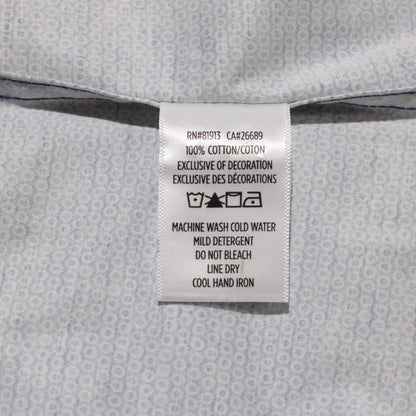 RN#81913 CA#26689
100% COTTON/COTON
EXCLUSIVE OF DECORATION
EXCLUSIVE DES DÉCORATIONS
MACHINE WASH COLD WATER
MILD DETERGENT
DO NOT BLEACH
LINE DRY
COOL HAND IRON